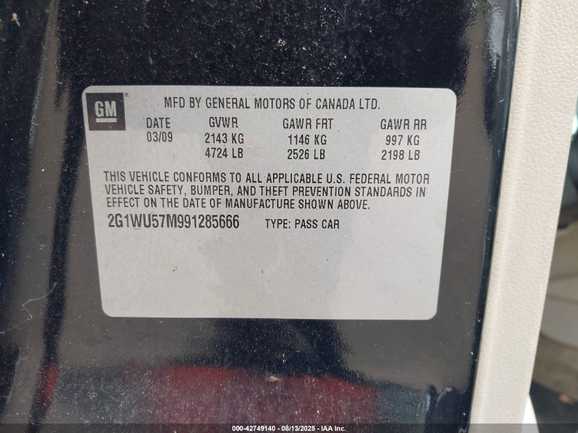 GM
MFD BY GENERAL MOTORS OF CANADA LTD.
DATE GVWR GAWR FRT GAWR RR
03/09 2143 KG 1146 KG 997 KG
4724 LB 2526 LB 2198 LB
THIS VEHICLE CONFORMS TO ALL APPLICABLE U.S. FEDERAL MOTOR
VEHICLE SAFETY, BUMPER, AND THEFT PREVENTION STANDARDS IN
EFFECT ON THE DATE OF MANUFACTURE SHOWN ABOVE.
2G1WU57M991285666 TYPE: PASS CAR
000-42749140 - 08/13/2025 - IAA Inc.